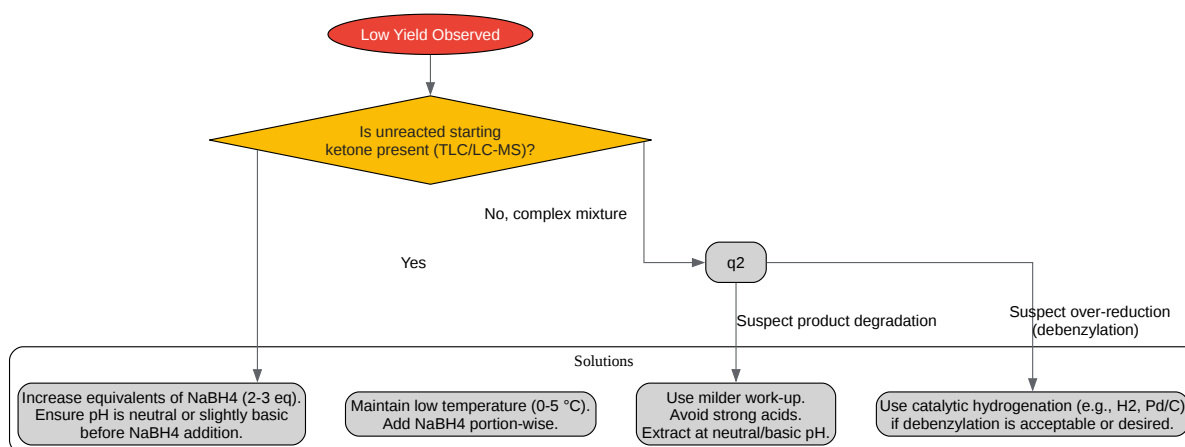 Low Yield Observed
Is unreacted starting
ketone present (TLC/LC-MS)?
No, complex mixture
Yes
q2
Suspect product degradation
Suspect over-reduction
(debenzylation)
Solutions
Increase equivalents of NaBH4 (2-3 eq).
Ensure pH is neutral or slightly basic
before NaBH4 addition.
Maintain low temperature (0-5 °C).
Add NaBH4 portion-wise.
Use milder work-up.
Avoid strong acids.
Extract at neutral/basic pH.
Use catalytic hydrogenation (e.g., H2, Pd/C)
if debenzylation is acceptable or desired.